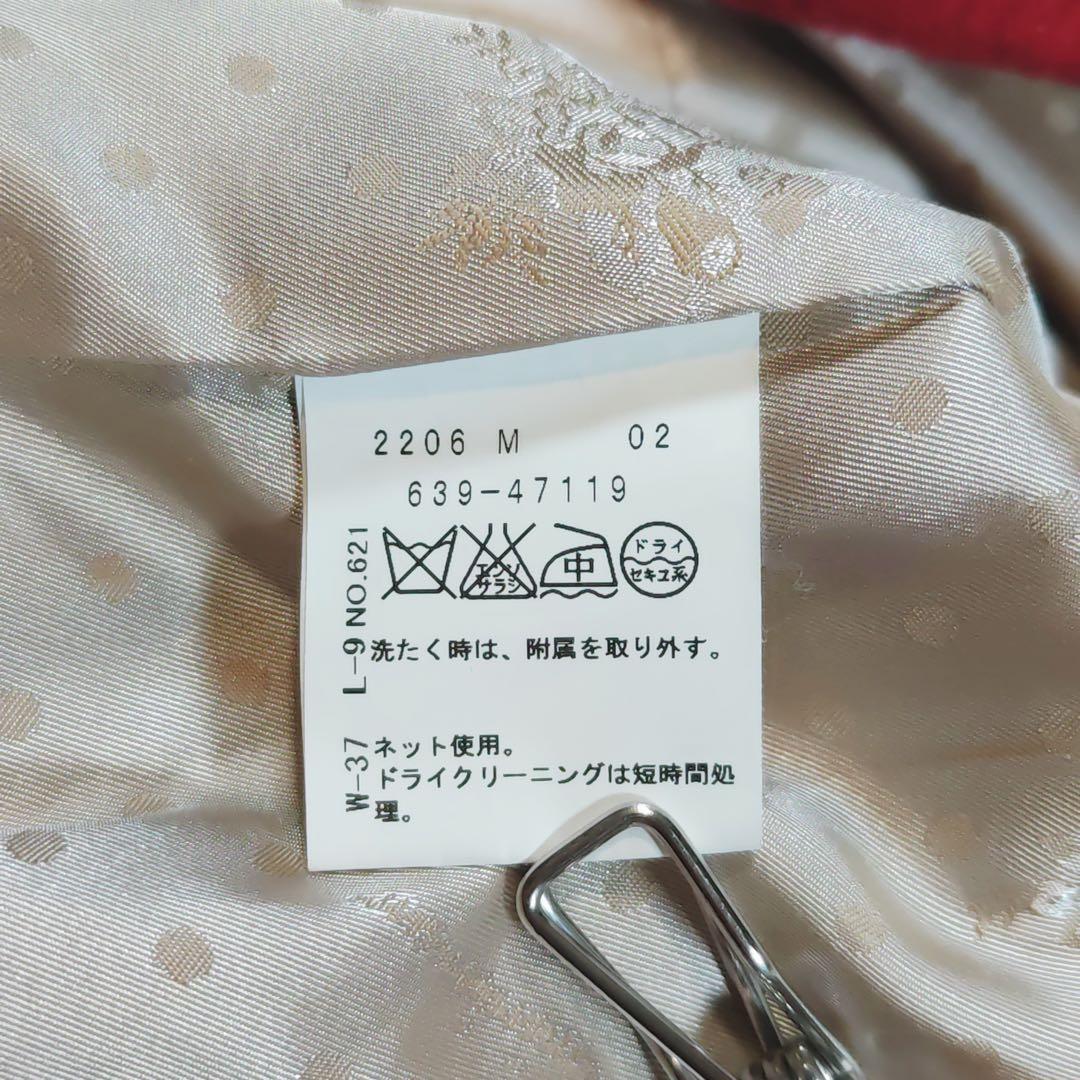 2206 M 02
639-47119
エンソ
サラシ
中
ドライ
セキユ系
洗たく時は、附属を取り外す。
ネット使用。
ドライクリーニングは短時間処
理。
W-37 L-9 NO.621